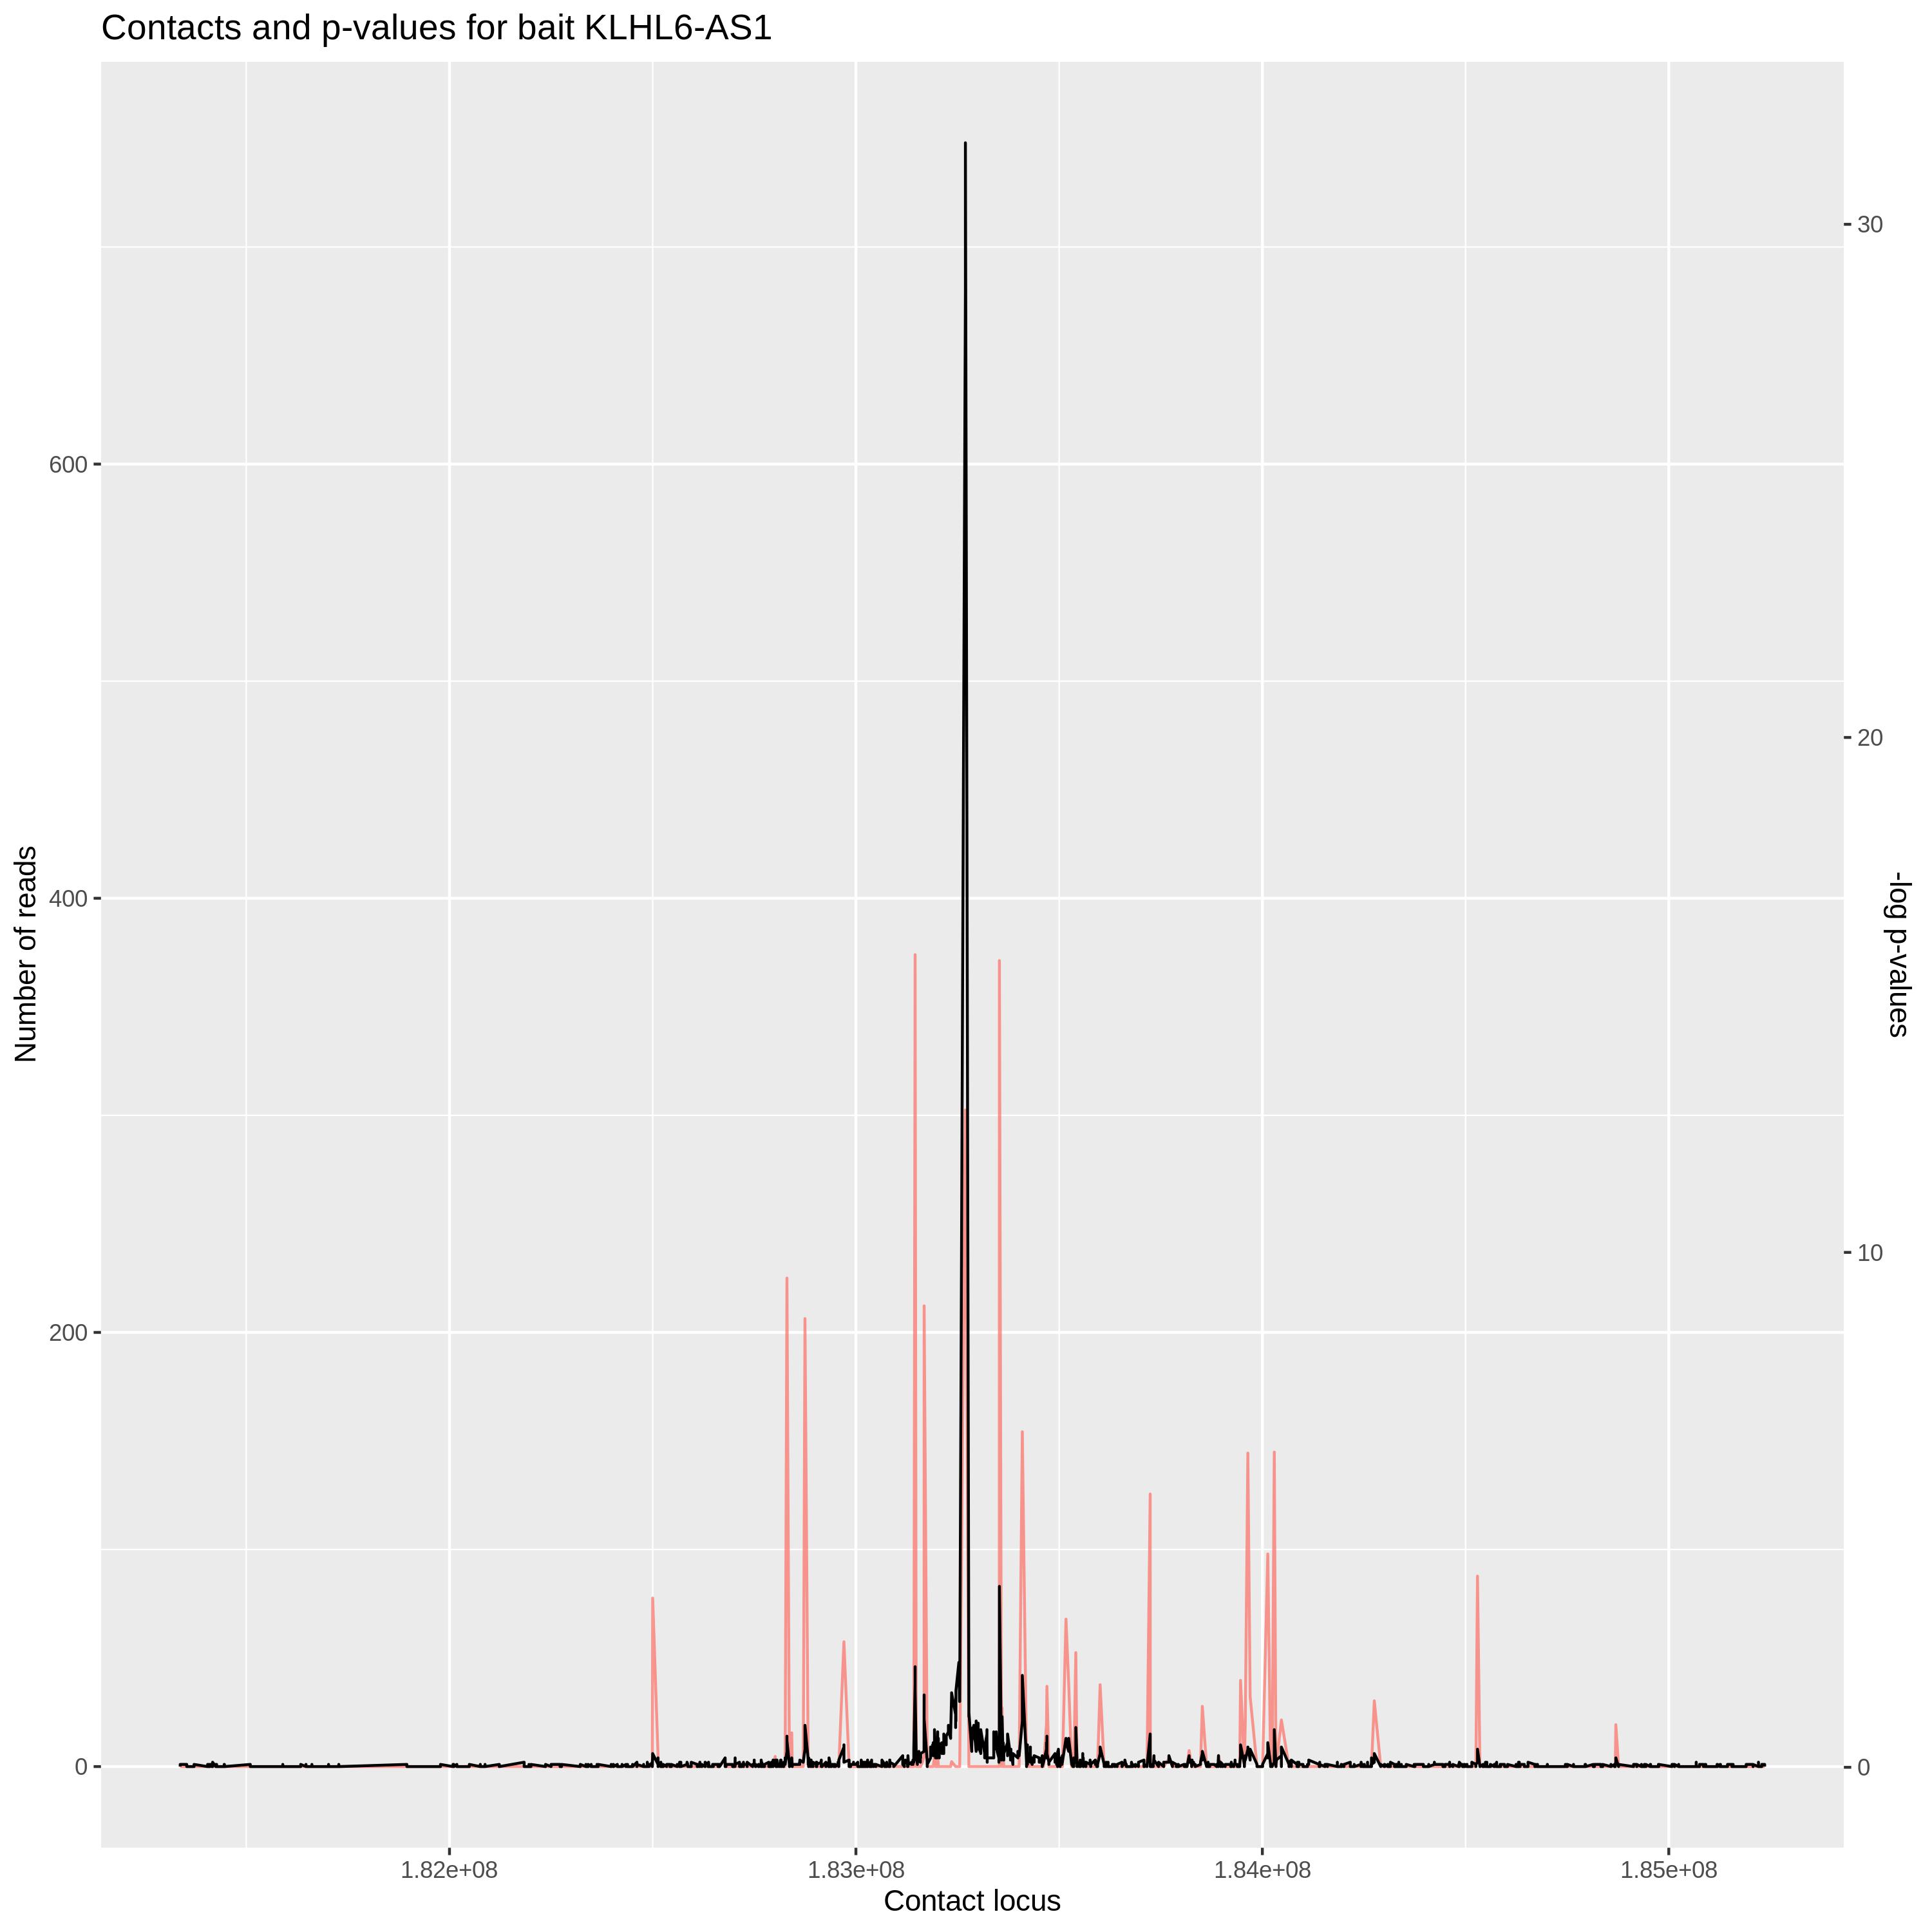 Contacts and p-values for bait KLHL6-AS1
30
600
20
Number of reads
400
-log p-values
10
200
0
0
1.82e+08
1.83e+08
1.84e+08
1.85e+08
Contact locus